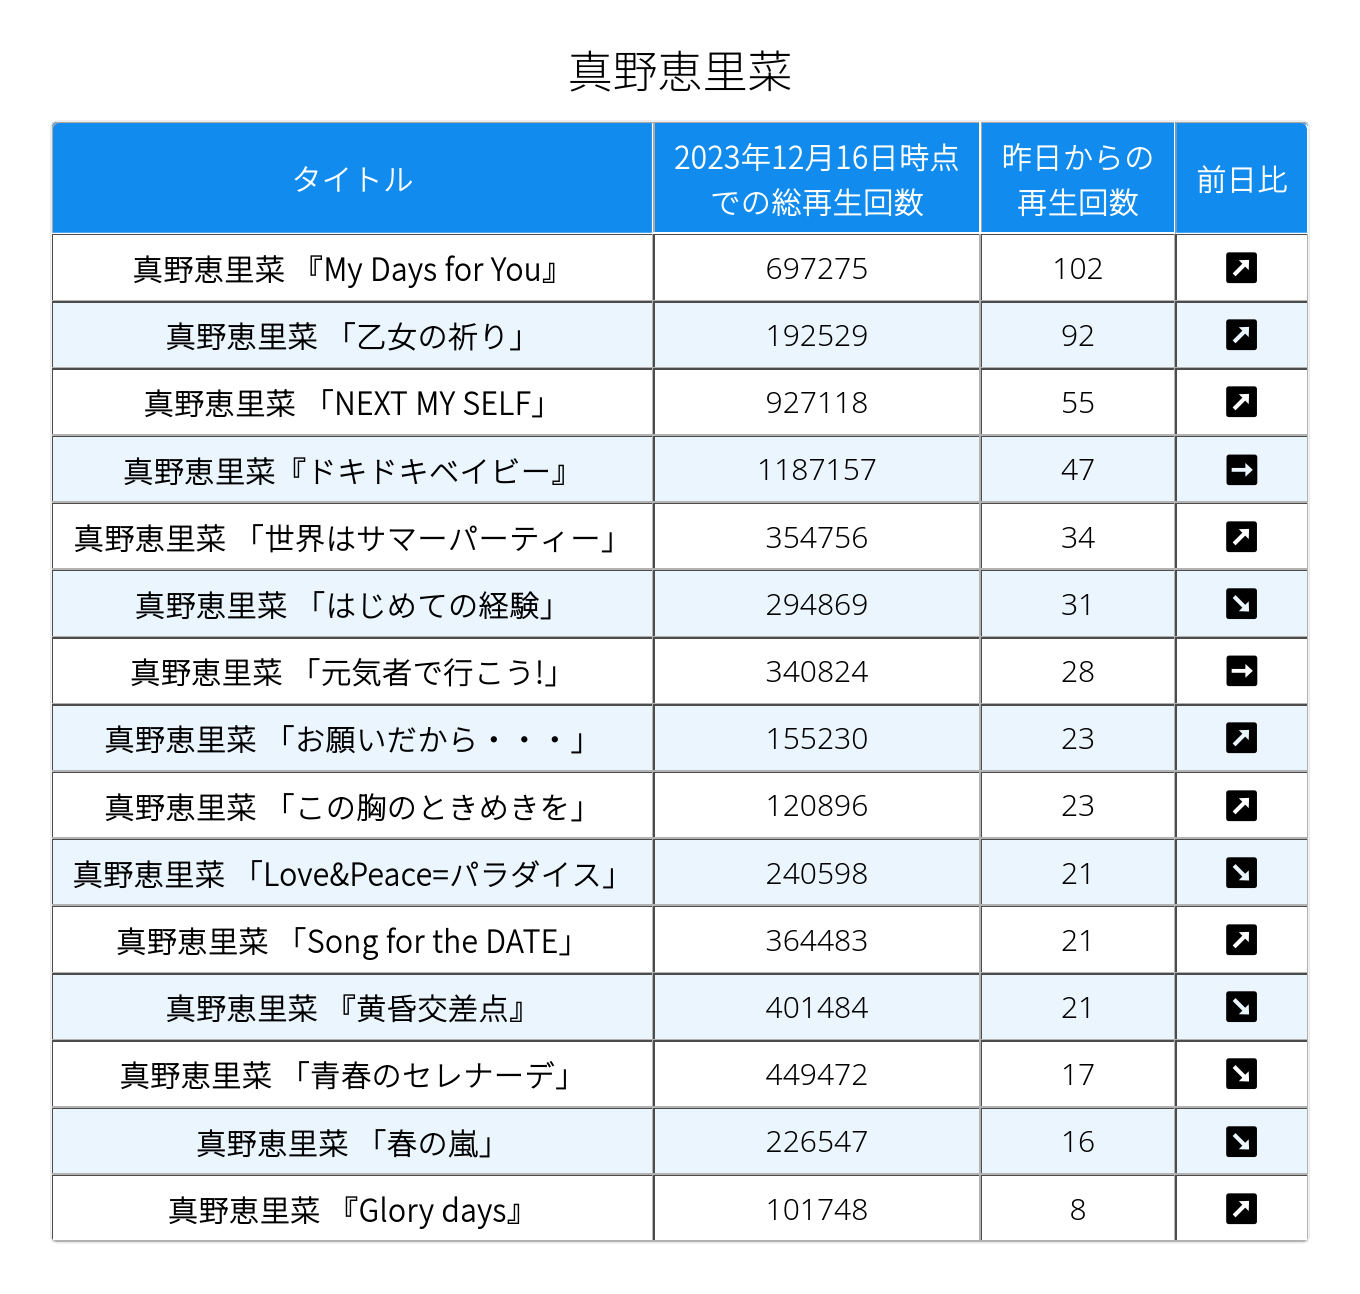 真野恵里菜
タイトル
2023年12月16日時点
での総再生回数
昨日からの
再生回数
前日比
真野恵里菜 『My Days for You』 697275 102 ↗
真野恵里菜 「乙女の祈り」 192529 92 ↗
真野恵里菜 「NEXT MY SELF」 927118 55 ↗
真野恵里菜『ドキドキベイビー』 1187157 47 →
真野恵里菜 「世界はサマーパーティー」 354756 34 ↗
真野恵里菜 「はじめての経験」 294869 31 ↘
真野恵里菜 「元気者で行こう!」 340824 28 →
真野恵里菜 「お願いだから・・・」 155230 23 ↗
真野恵里菜 「この胸のときめきを」 120896 23 ↗
真野恵里菜 「Love&Peace=パラダイス」 240598 21 ↘
真野恵里菜 「Song for the DATE」 364483 21 ↗
真野恵里菜 『黄昏交差点』 401484 21 ↘
真野恵里菜 「青春のセレナーデ」 449472 17 ↘
真野恵里菜 「春の嵐」 226547 16 ↘
真野恵里菜 『Glory days』 101748 8 ↗